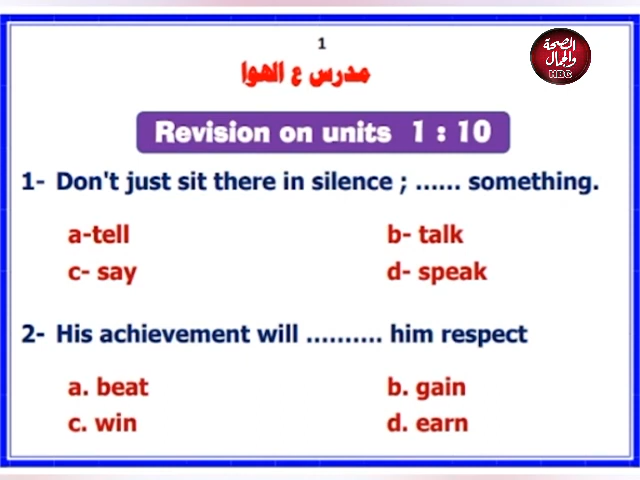 1
مدرس ع الهوا
الصحة
والجمال
HBC
Revision on units 1 : 10
1- Don't just sit there in silence ; ...... something.
a-tell b- talk
c- say d- speak
2- His achievement will .......... him respect
a. beat b. gain
c. win d. earn